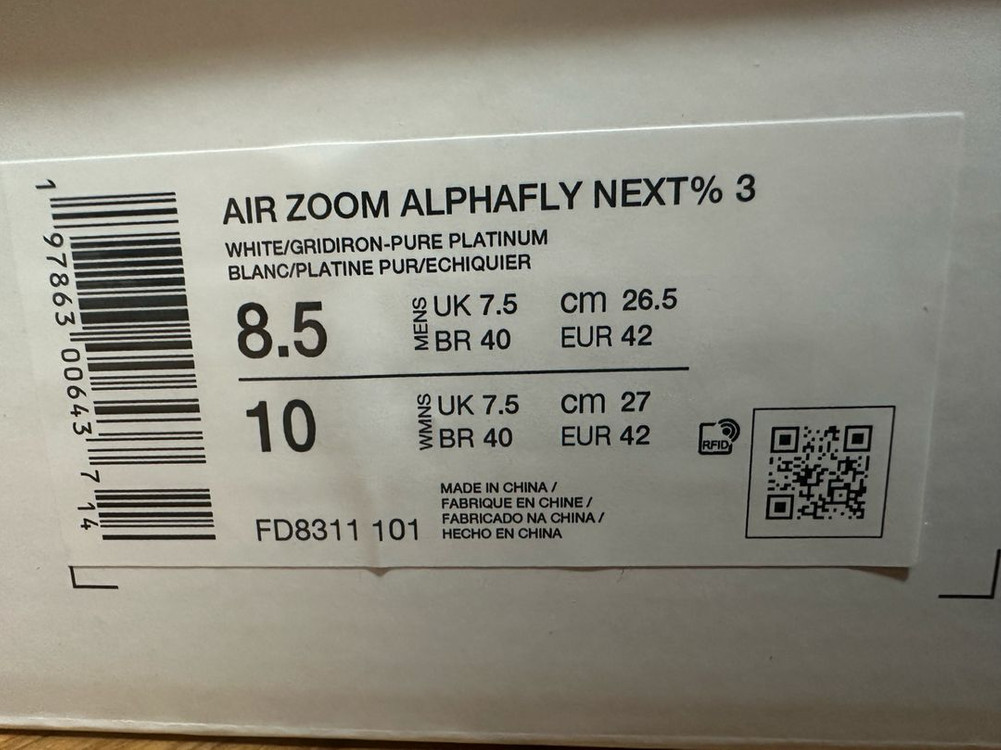 AIR ZOOM ALPHAFLY NEXT% 3
WHITE/GRIDIRON-PURE PLATINUM
BLANC/PLATINE PUR/ECHIQUIER
8.5 MENS UK 7.5 cm 26.5
BR 40 EUR 42
10 WMNS UK 7.5 cm 27
BR 40 EUR 42
RFID
MADE IN CHINA /
FABRIQUE EN CHINE /
FABRICADO NA CHINA /
HECHO EN CHINA
FD8311 101
1 97863 00643 7 14